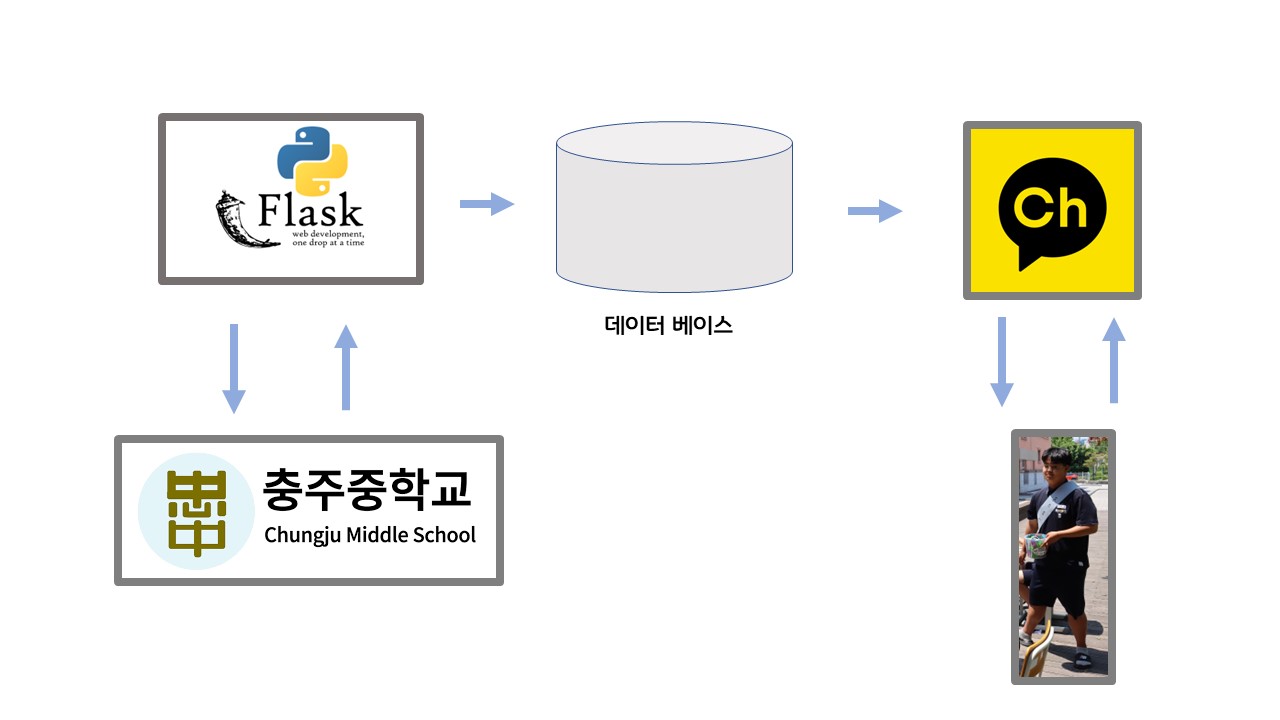 Flask
web development,
one drop at a time
데이터 베이스
Ch
충주중학교
Chungju Middle School